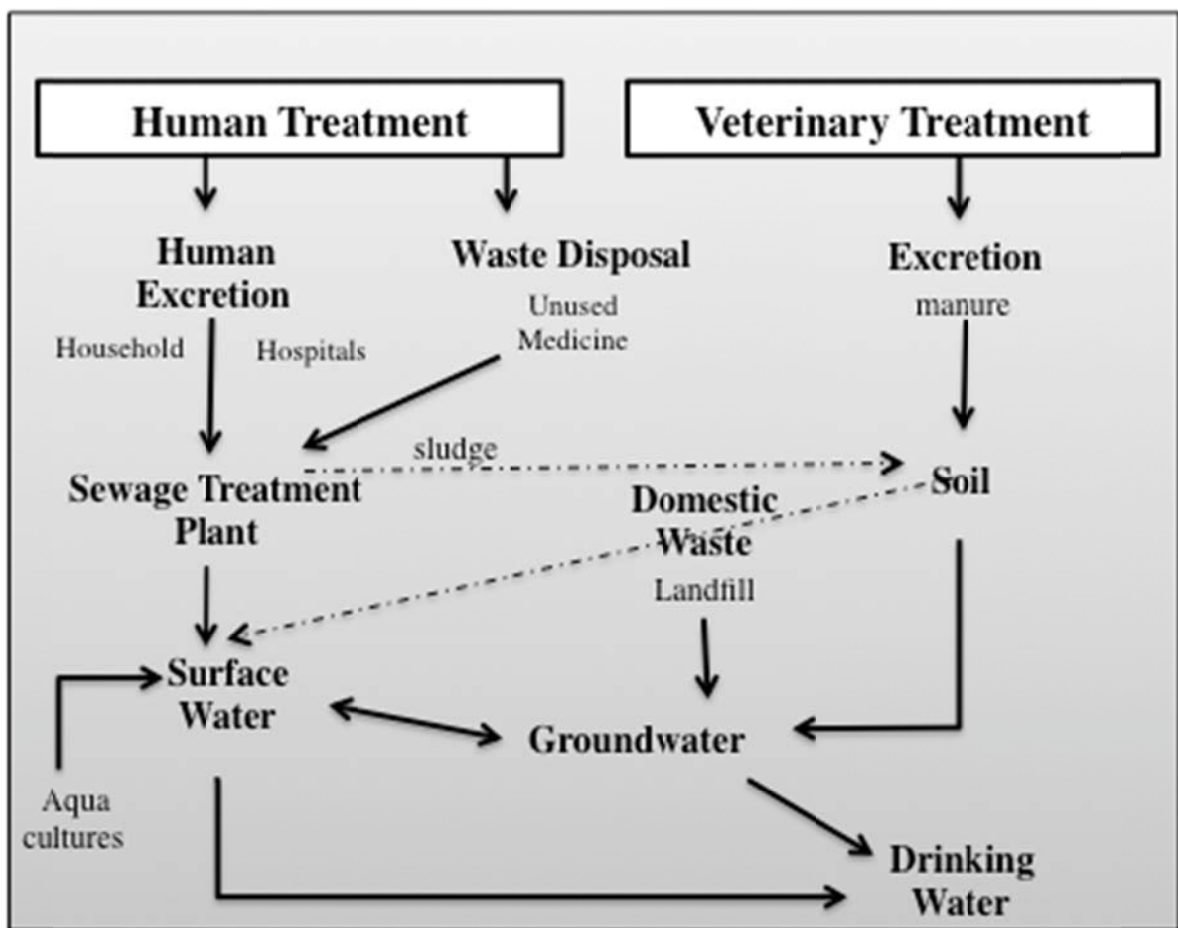 Human Treatment
Veterinary Treatment
Human
Excretion
Waste Disposal
Unused
Medicine
Excretion
manure
Household
Hospitals
sludge
Sewage Treatment
Plant
Domestic
Waste
Landfill
Soil
Surface
Water
Groundwater
Aqua
cultures
Drinking
Water